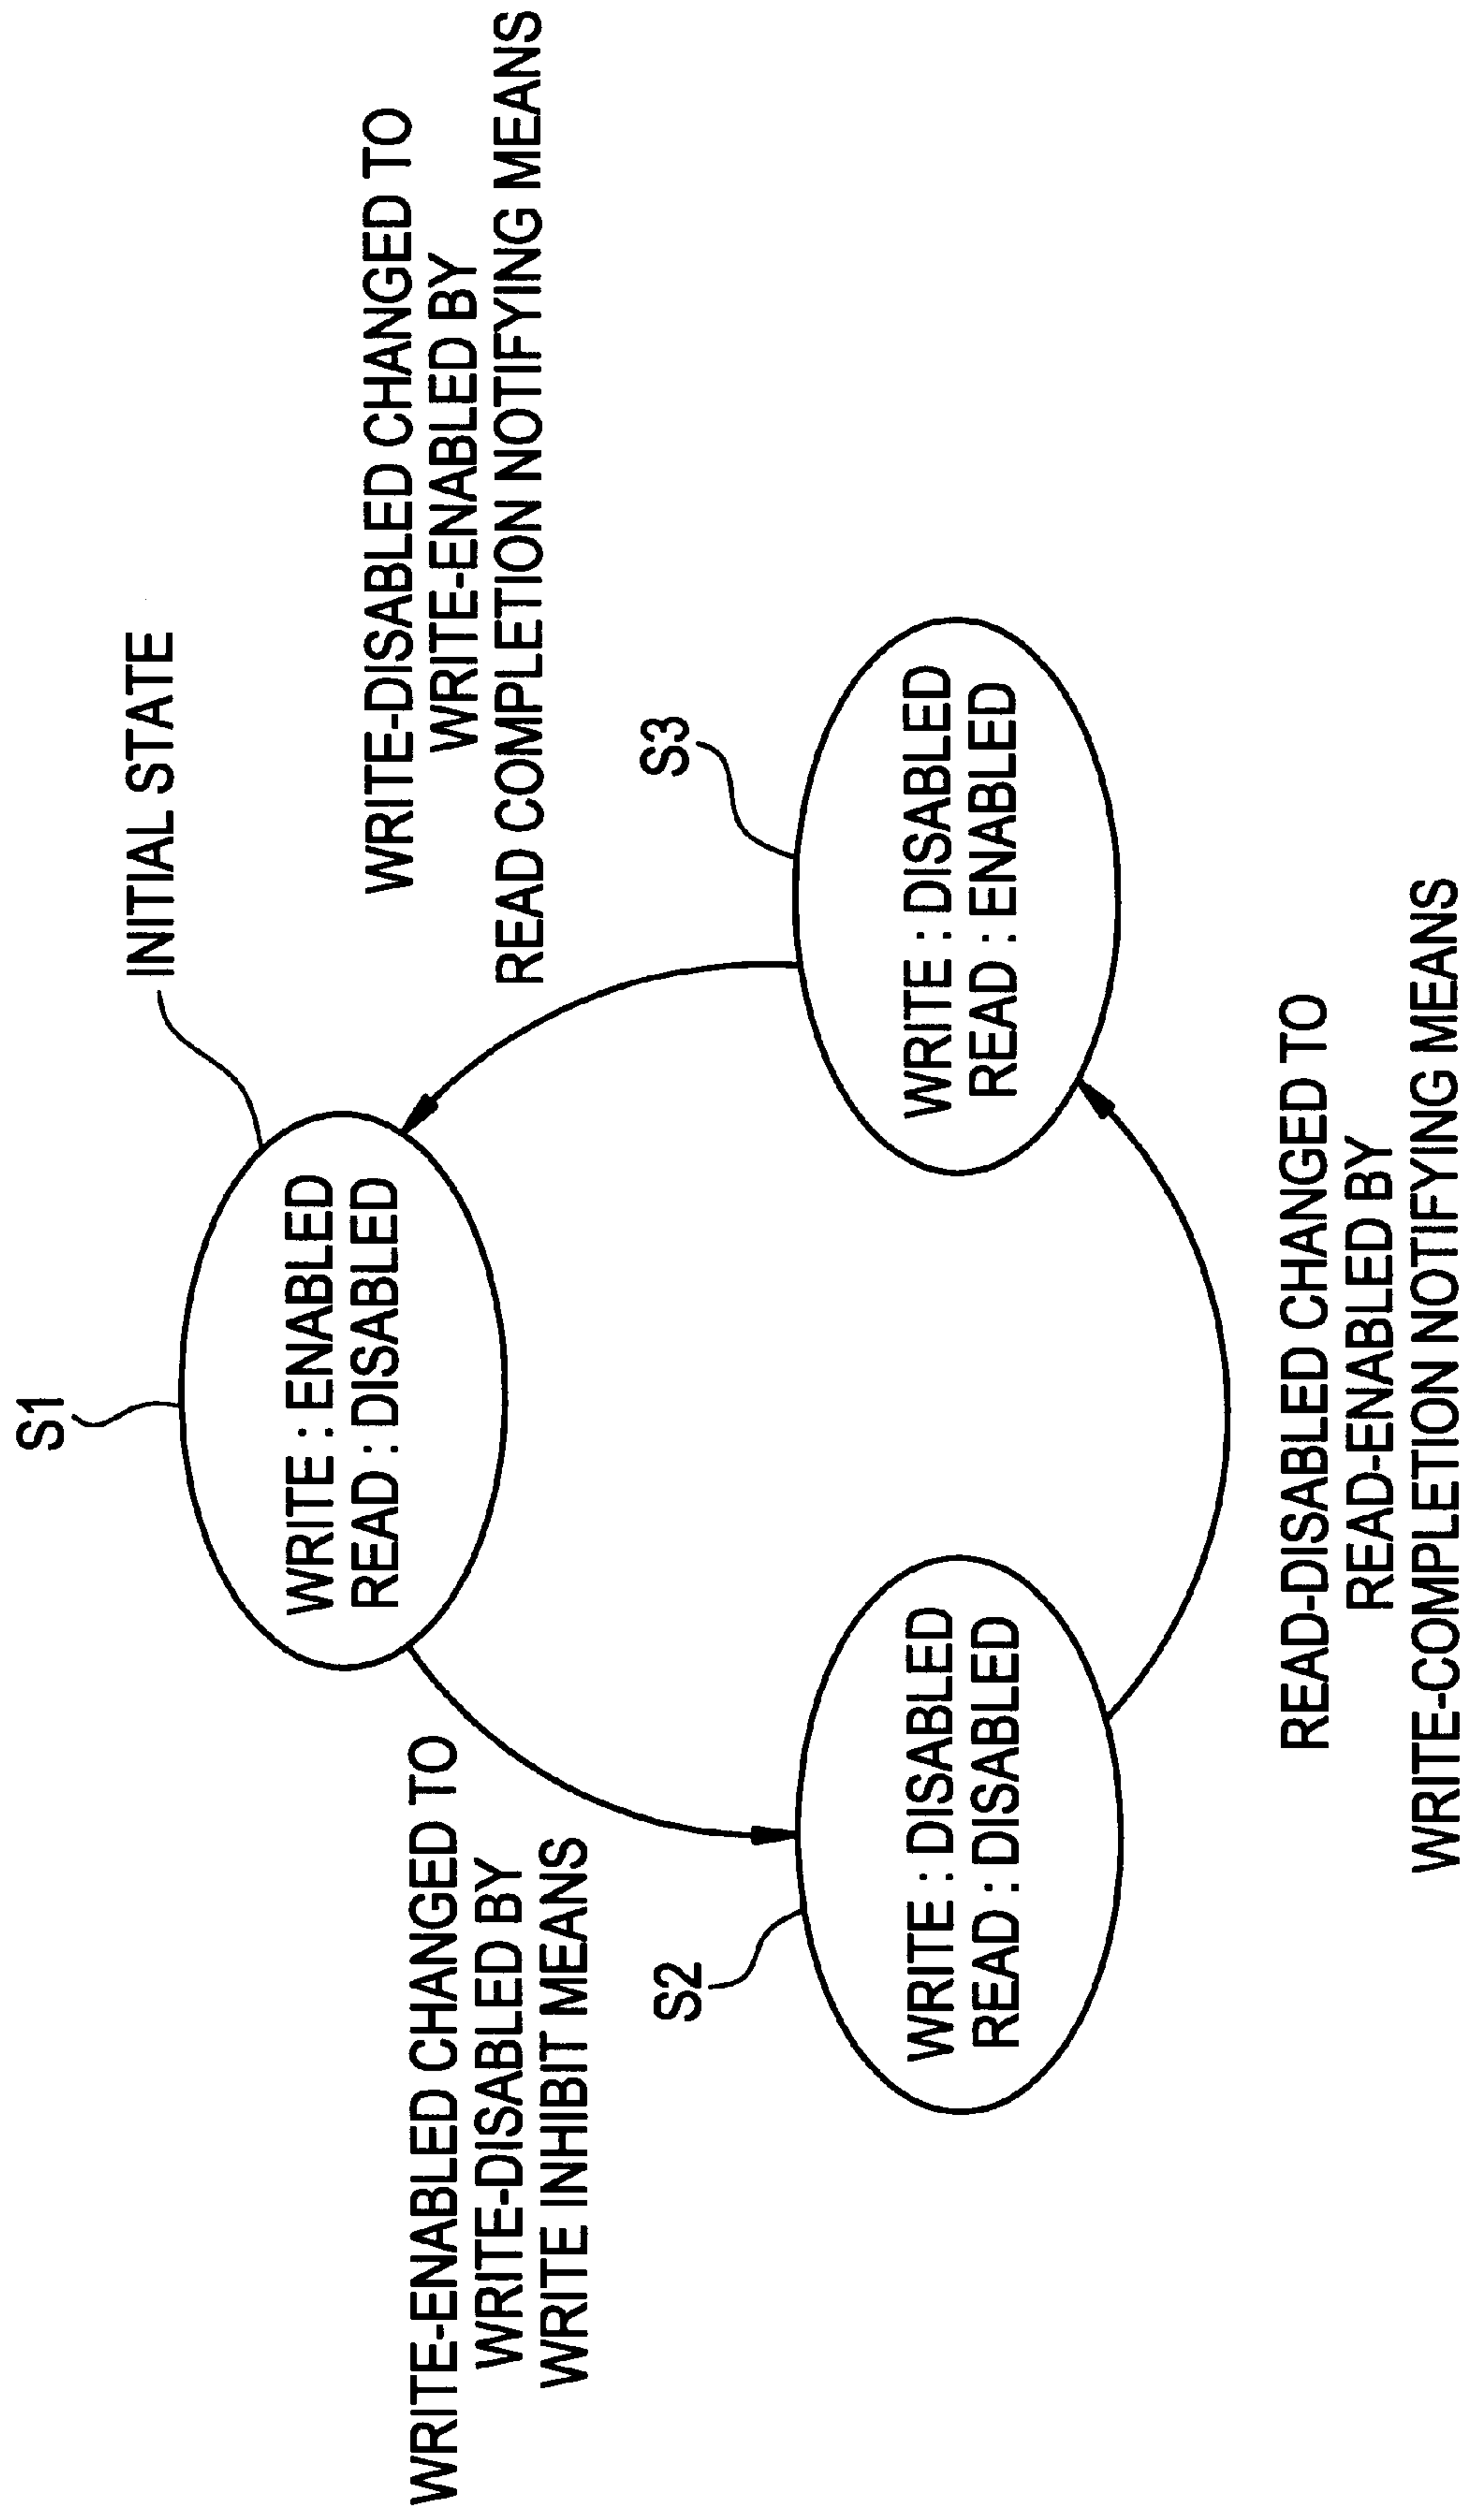 S1
INITIAL STATE
WRITE : ENABLED
READ : DISABLED
WRITE-DISABLED CHANGED TO
WRITE-ENABLED BY
READ COMPLETION NOTIFYING MEANS
WRITE-ENABLED CHANGED TO
WRITE-DISABLED BY
WRITE INHIBIT MEANS
S2
WRITE : DISABLED
READ : DISABLED
S3
WRITE : DISABLED
READ : ENABLED
READ-DISABLED CHANGED TO
READ-ENABLED BY
WRITE-COMPLETION NOTIFYING MEANS